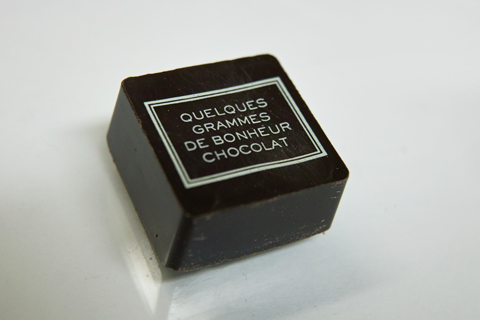 QUELQUES
GRAMMES
DE BONHEUR
CHOCOLAT